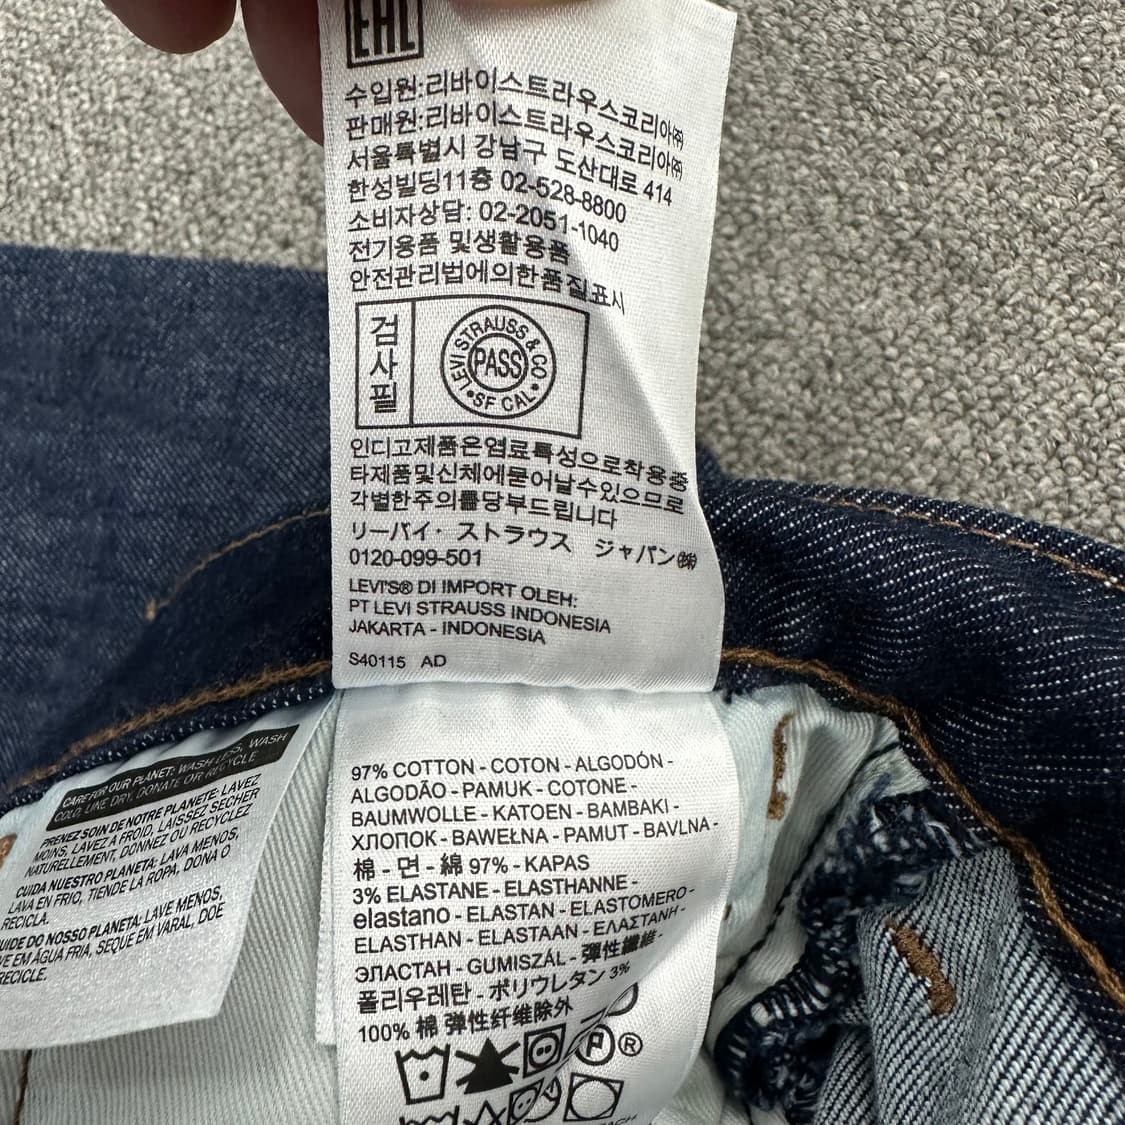 EAC
수입원:리바이스트라우스코리아㈜
판매원:리바이스트라우스코리아㈜
서울특별시 강남구 도산대로 414
한성빌딩11층 02-528-8800
소비자상담: 02-2051-1040
전기용품 및생활용품
안전관리법에의한품질표시
검사필
LEVI STRAUSS & CO
PASS
SF CAL
인디고제품은염료특성으로착용중
타제품및신체에묻어날수있으므로
각별한주의를당부드립니다
リーバイ・ストラウス ジャパン㈱
0120-099-501
LEVI'S® DI IMPORT OLEH:
PT LEVI STRAUSS INDONESIA
JAKARTA - INDONESIA
S40115 AD
97% COTTON - COTON - ALGODÓN -
ALGODÃO - PAMUK - COTONE -
BAUMWOLLE - KATOEN - BAMBAKI -
ХЛОПОК - BAWEŁNA - PAMUT - BAVLNA -
棉 - 면 - 綿 97% - KAPAS
3% ELASTANE - ELASTHANNE -
elastano - ELASTAN - ELASTOMERO -
ELASTHAN - ELASTAAN - ΕΛΑΣΤΑΝΗ -
ЭЛАСТАН - GUMISZÁL - 弾性纖維 -
폴리우레탄 - ポリウレタン 3%
100% 棉 弹性纤维除外
P ®
CARE FOR OUR PLANET: WASH LESS, WASH
COLD, LINE DRY, DONATE OR RECYCLE
PRENEZ SOIN DE NOTRE PLANETE: LAVEZ
MOINS, LAVEZ A FROID, LAISSEZ SECHER
NATURELLEMENT, DONNEZ OU RECYCLEZ
CUIDA NUESTRO PLANETA: LAVA MENOS,
LAVA EN FRIO, TIENDE LA ROPA, DONA O
RECICLA.
UIDE DO NOSSO PLANETA: LAVE MENOS,
VE EM ÁGUA FRIA, SEQUE EM VARAL, DOE
RECICLE.